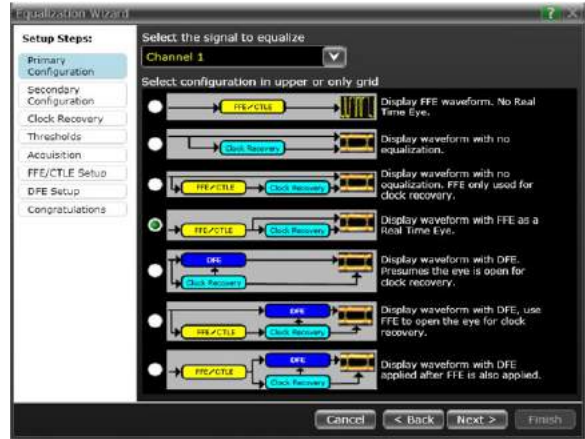 Equalization Wizard
?
X
Setup Steps:
Primary
Configuration
Secondary
Configuration
Clock Recovery
Thresholds
Acquisition
FFE/CTLE Setup
DFE Setup
Congratulations
Select the signal to equalize
Channel 1
Select configuration in upper or only grid
FFE/CTLE
Display FFE waveform. No Real
Time Eye.
Clock Recovery
Display waveform with no
equalization.
FFE/CTLE
Clock Recovery
Display waveform with no
equalization. FFE only used for
clock recovery.
FFE/CTLE
Clock Recovery
Display waveform with FFE as a
Real Time Eye.
DFE
Clock Recovery
Display waveform with DFE.
Presumes the eye is open for
clock recovery.
DFE
FFE/CTLE
Clock Recovery
Display waveform with DFE, use
FFE to open the eye for clock
recovery.
FFE/CTLE
DFE
Clock Recovery
Display waveform with DFE
applied after FFE is also applied.
Cancel
< Back
Next >
Finish